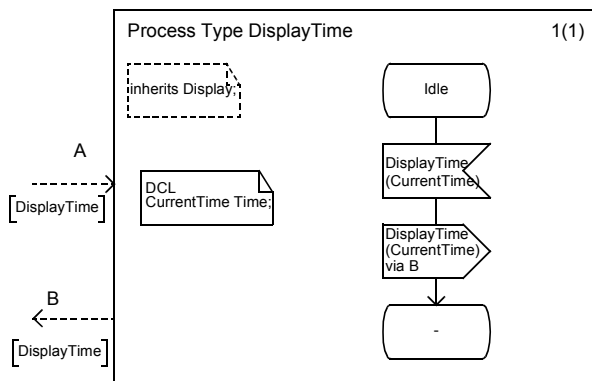 Process Type DisplayTime 1(1)
inherits Display;
Idle
A
DisplayTime
(CurrentTime)
DCL
CurrentTime Time;
[DisplayTime]
DisplayTime
(CurrentTime)
via B
B
[DisplayTime]
-